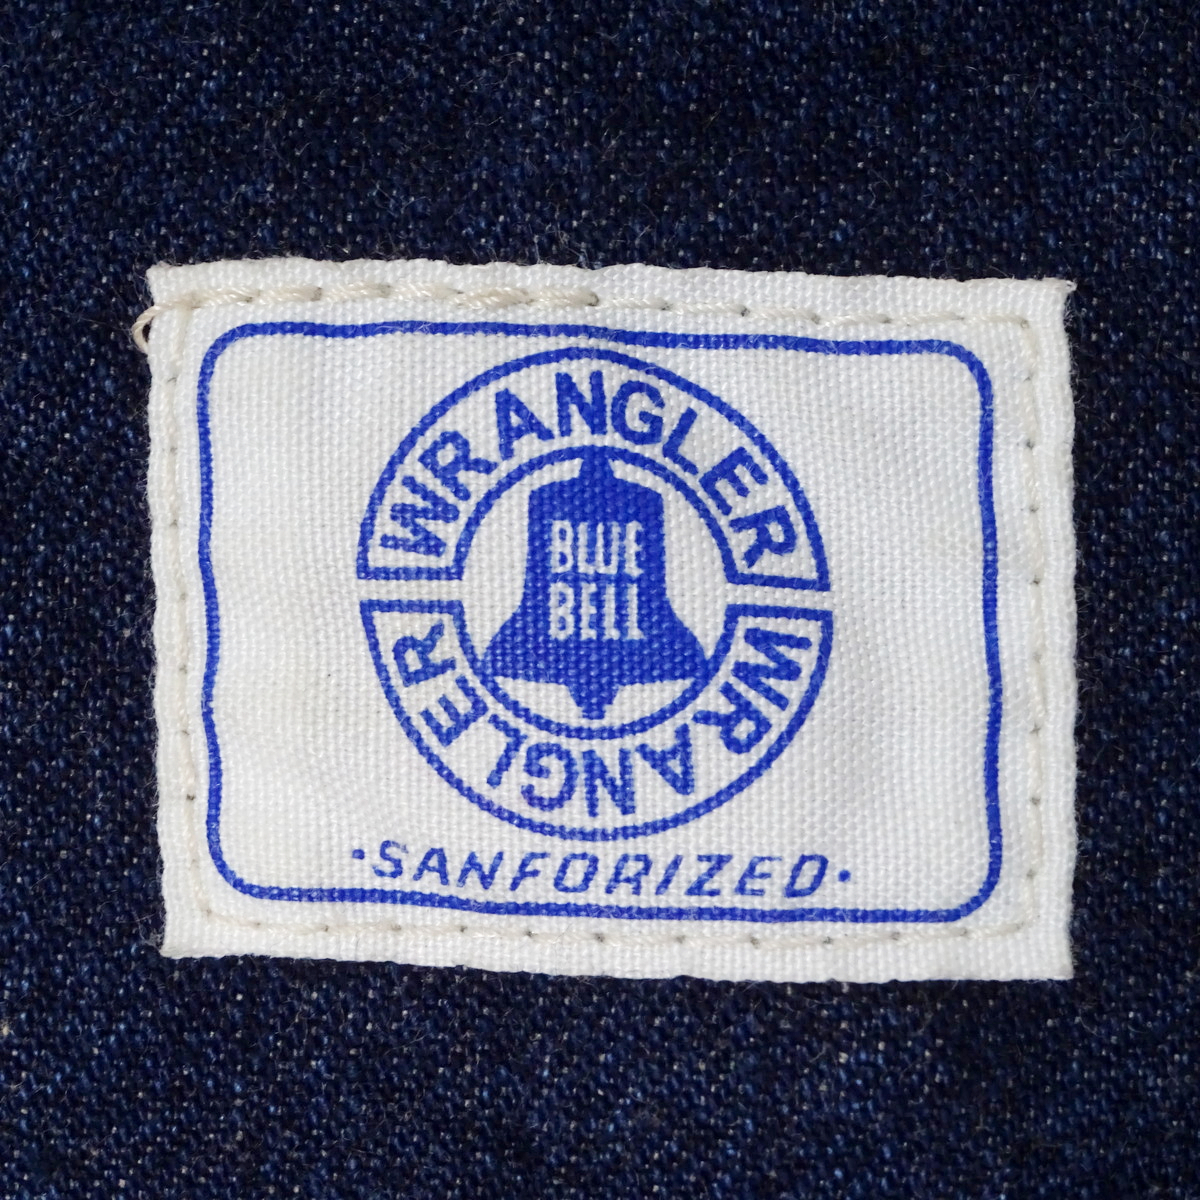 WRANGLER
BLUE
BELL
WRANGLER
·SANFORIZED·